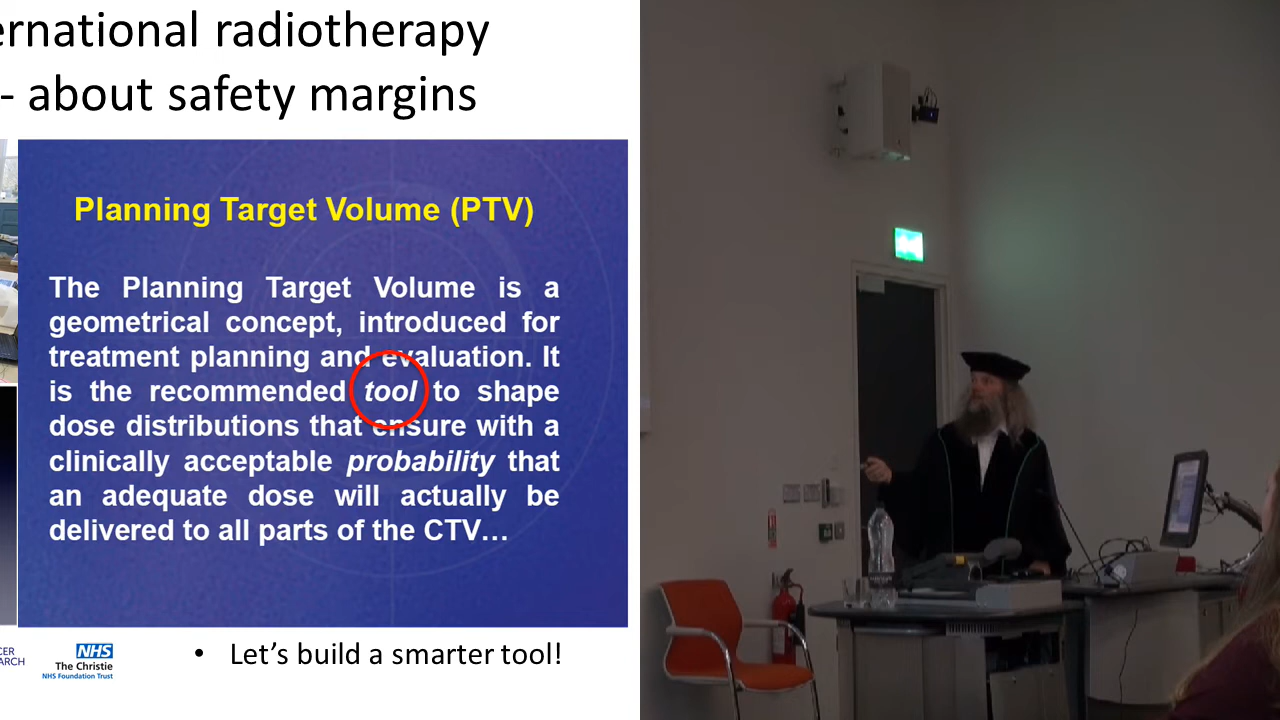 ernational radiotherapy
- about safety margins
Planning Target Volume (PTV)
The Planning Target Volume is a
geometrical concept, introduced for
treatment planning and evaluation. It
is the recommended tool to shape
dose distributions that ensure with a
clinically acceptable probability that
an adequate dose will actually be
delivered to all parts of the CTV…
CER
ARCH
NHS
The Christie
NHS Foundation Trust
• Let’s build a smarter tool!